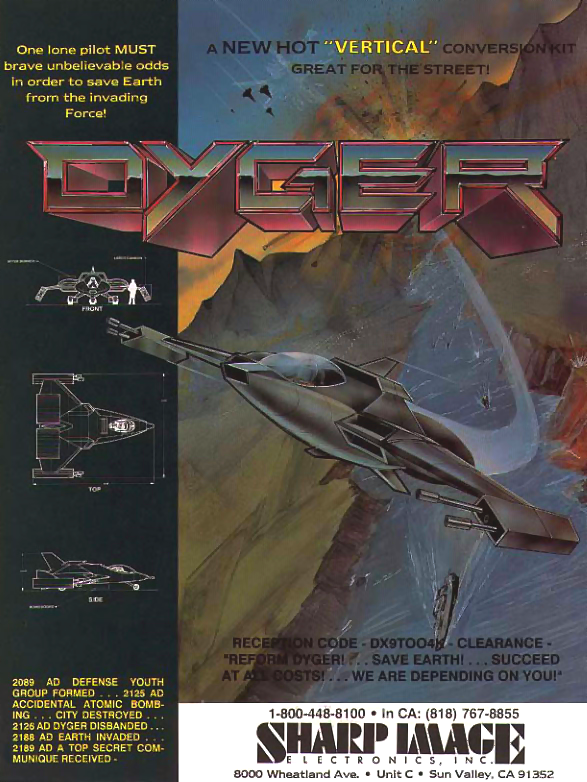 One lone pilot MUST
brave unbelievable odds
in order to save Earth
from the invading
Force!
A NEW HOT "VERTICAL" CONVERSION KIT
GREAT FOR THE STREET!
DYGER
FRONT
TOP
SIDE
RECEPTION CODE - DX9TOO4K - CLEARANCE -
"REFORM DYGER! . . . SAVE EARTH! . . . SUCCEED
AT ALL COSTS! . . . WE ARE DEPENDING ON YOU!"
2089 AD DEFENSE YOUTH
GROUP FORMED . . . 2125 AD
ACCIDENTAL ATOMIC BOMB-
ING . . . CITY DESTROYED . . .
2126 AD DYGER DISBANDED . . .
2188 AD EARTH INVADED . . .
2189 AD A TOP SECRET COM-
MUNIQUE RECEIVED -
1-800-448-8100 • in CA: (818) 767-8855
SHARP IMAGE
ELECTRONICS, INC.
8000 Wheatland Ave. • Unit C • Sun Valley, CA 91352